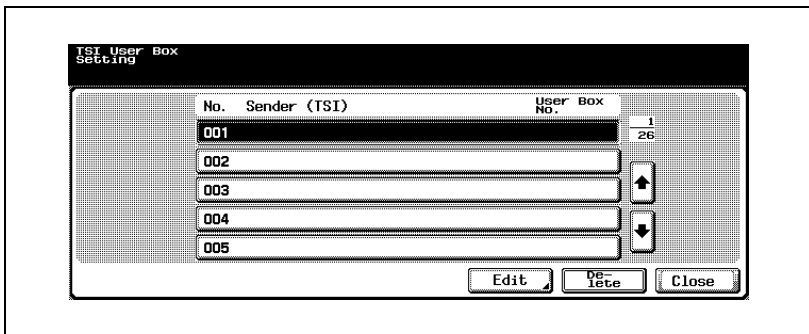 TSI User Box
Setting
No. Sender (TSI) User Box
No.
001
1
26
002
003
004
005
Edit De-
lete Close